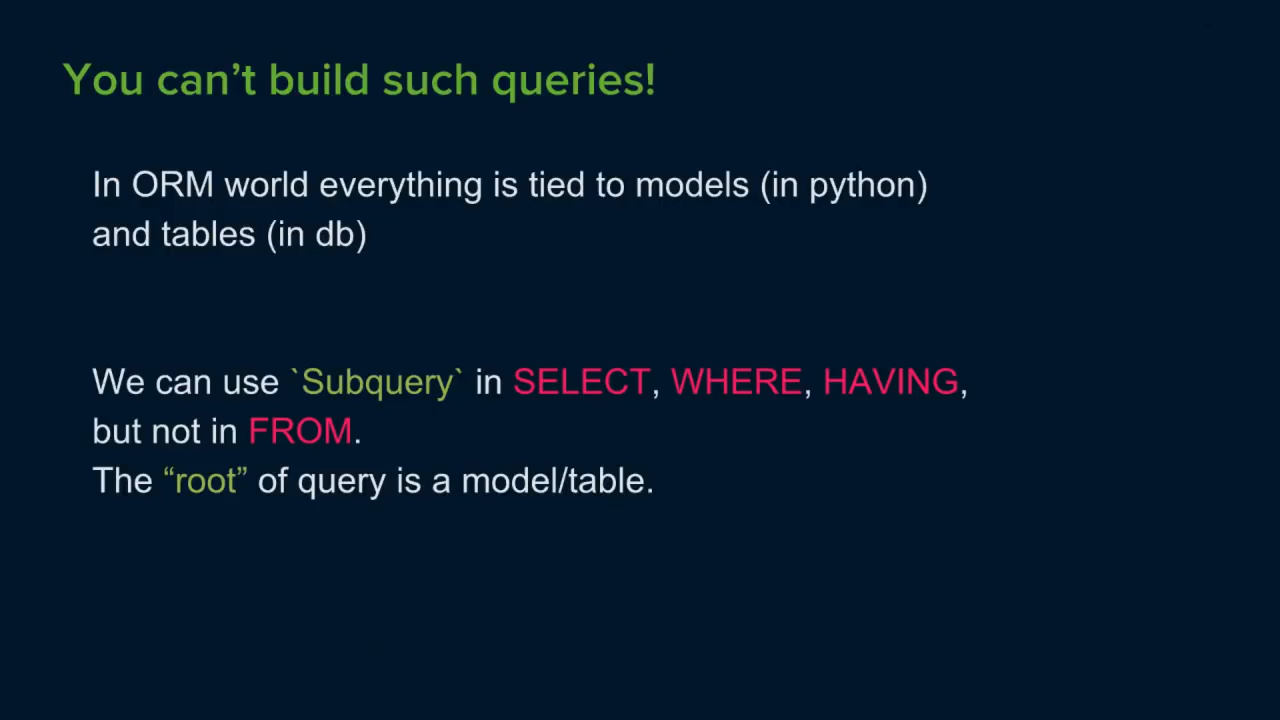 You can’t build such queries!
In ORM world everything is tied to models (in python)
and tables (in db)
We can use `Subquery` in SELECT, WHERE, HAVING,
but not in FROM.
The “root” of query is a model/table.